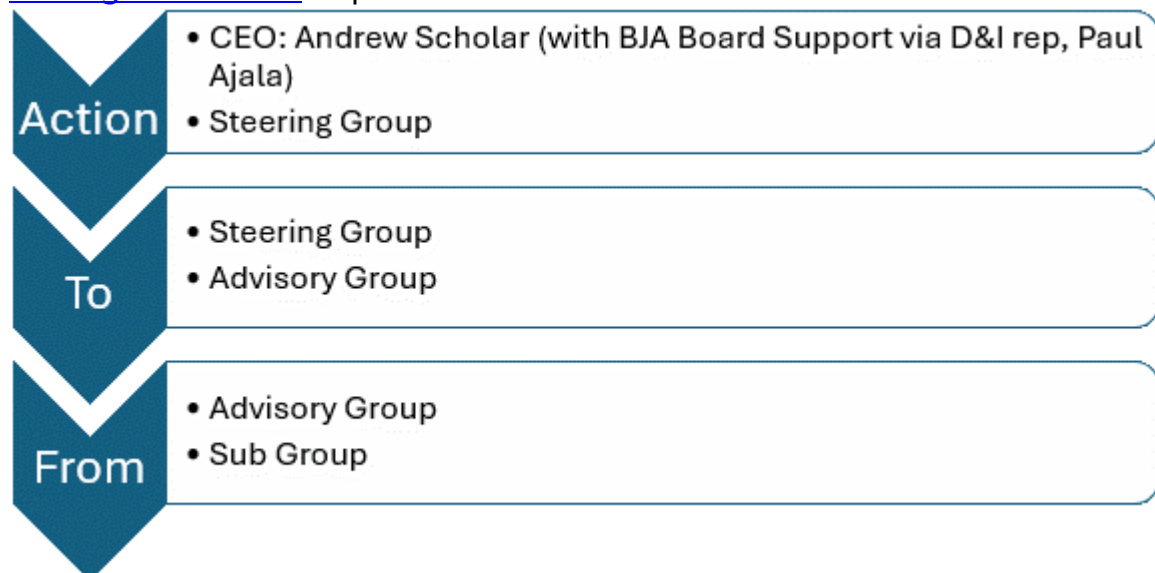 Action
• CEO: Andrew Scholar (with BJA Board Support via D&I rep, Paul
Ajala)
• Steering Group
To
• Steering Group
• Advisory Group
From
• Advisory Group
• Sub Group